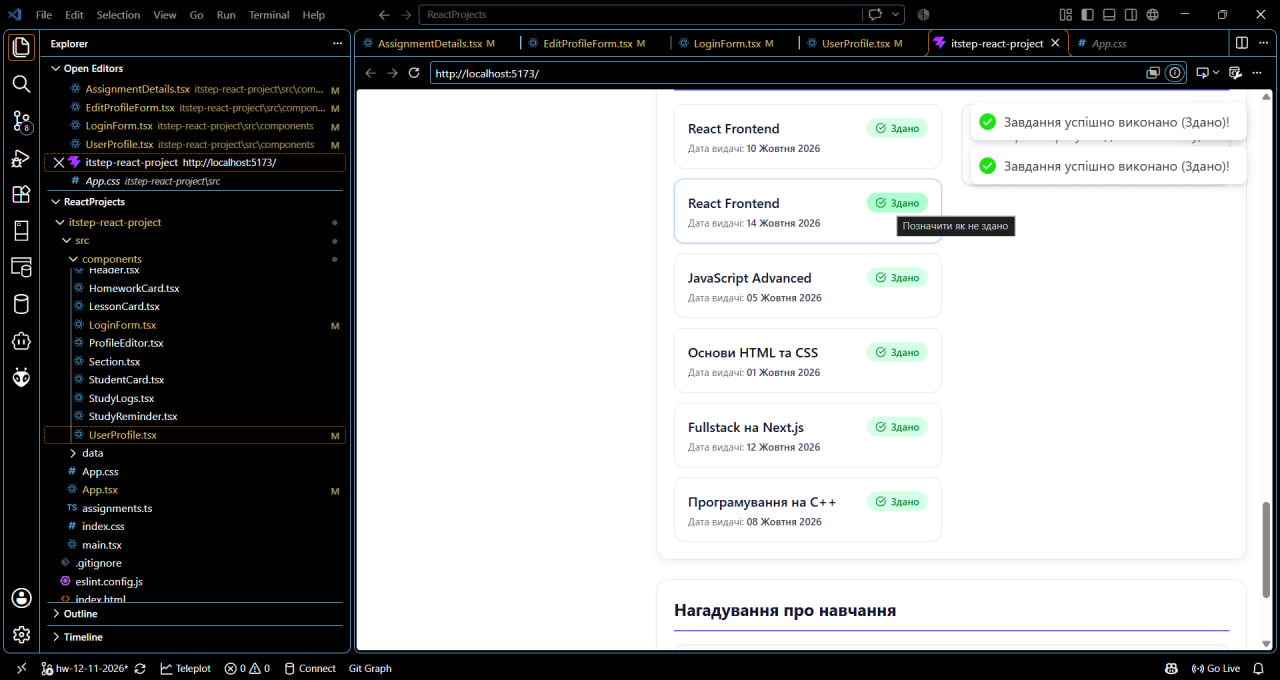 File Edit Selection View Go Run Terminal Help
ReactProjects
Explorer
Open Editors
AssignmentDetails.tsx itstep-react-project\src\com... M
EditProfileForm.tsx itstep-react-project\src\compon... M
LoginForm.tsx itstep-react-project\src\components M
UserProfile.tsx itstep-react-project\src\components M
itstep-react-project http://localhost:5173/
# App.css itstep-react-project\src
ReactProjects
itstep-react-project
src
components
Header.tsx
HomeworkCard.tsx
LessonCard.tsx
LoginForm.tsx M
ProfileEditor.tsx
Section.tsx
StudentCard.tsx
StudyLogs.tsx
StudyReminder.tsx
UserProfile.tsx M
data
# App.css
App.tsx M
TS assignments.ts
# index.css
main.tsx
.gitignore
eslint.config.js
index.html
Outline
Timeline
8
AssignmentDetails.tsx M
EditProfileForm.tsx M
LoginForm.tsx M
UserProfile.tsx M
itstep-react-project
# App.css
http://localhost:5173/
React Frontend
Здано
Дата видачі: 10 Жовтня 2026
React Frontend
Здано
Дата видачі: 14 Жовтня 2026
Позначити як не здано
JavaScript Advanced
Здано
Дата видачі: 05 Жовтня 2026
Основи HTML та CSS
Здано
Дата видачі: 01 Жовтня 2026
Fullstack на Next.js
Здано
Дата видачі: 12 Жовтня 2026
Програмування на C++
Здано
Дата видачі: 08 Жовтня 2026
Завдання успішно виконано (Здано)!
Завдання успішно виконано (Здано)!
Нагадування про навчання
hw-12-11-2026* Teleplot 0 0 Connect Git Graph
Go Live